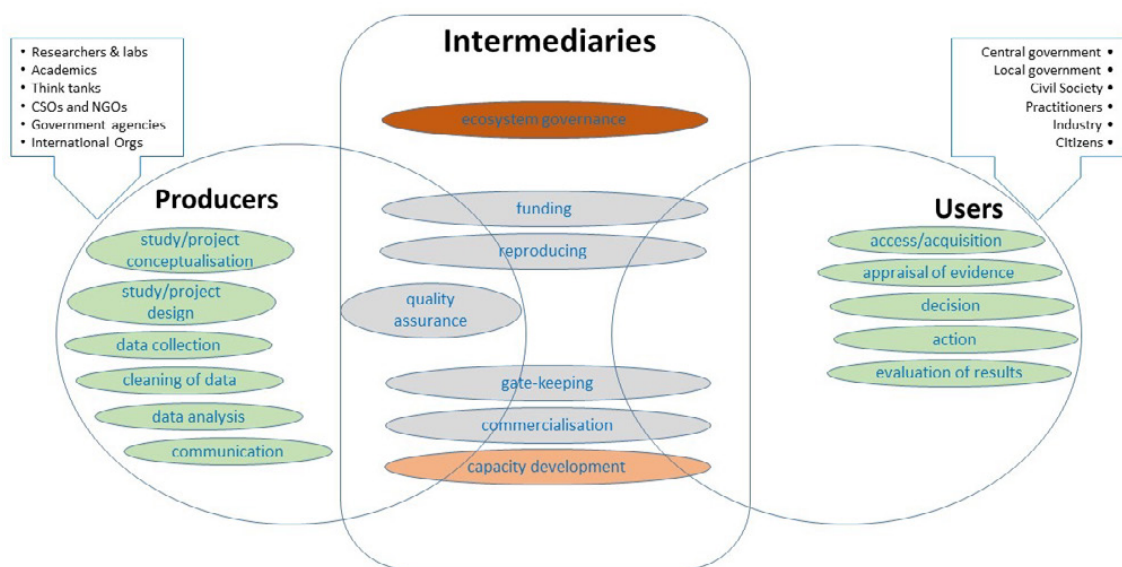 Intermediaries
• Researchers & labs
• Academics
• Think tanks
• CSOs and NGOs
• Government agencies
• International Orgs
Central government •
Local government •
Civil Society •
Practitioners •
Industry •
Citizens •
ecosystem governance
Producers
study/project
conceptualisation
study/project
design
data collection
cleaning of data
data analysis
communication
funding
reproducing
quality
assurance
gate-keeping
commercialisation
capacity development
Users
access/acquisition
appraisal of evidence
decision
action
evaluation of results